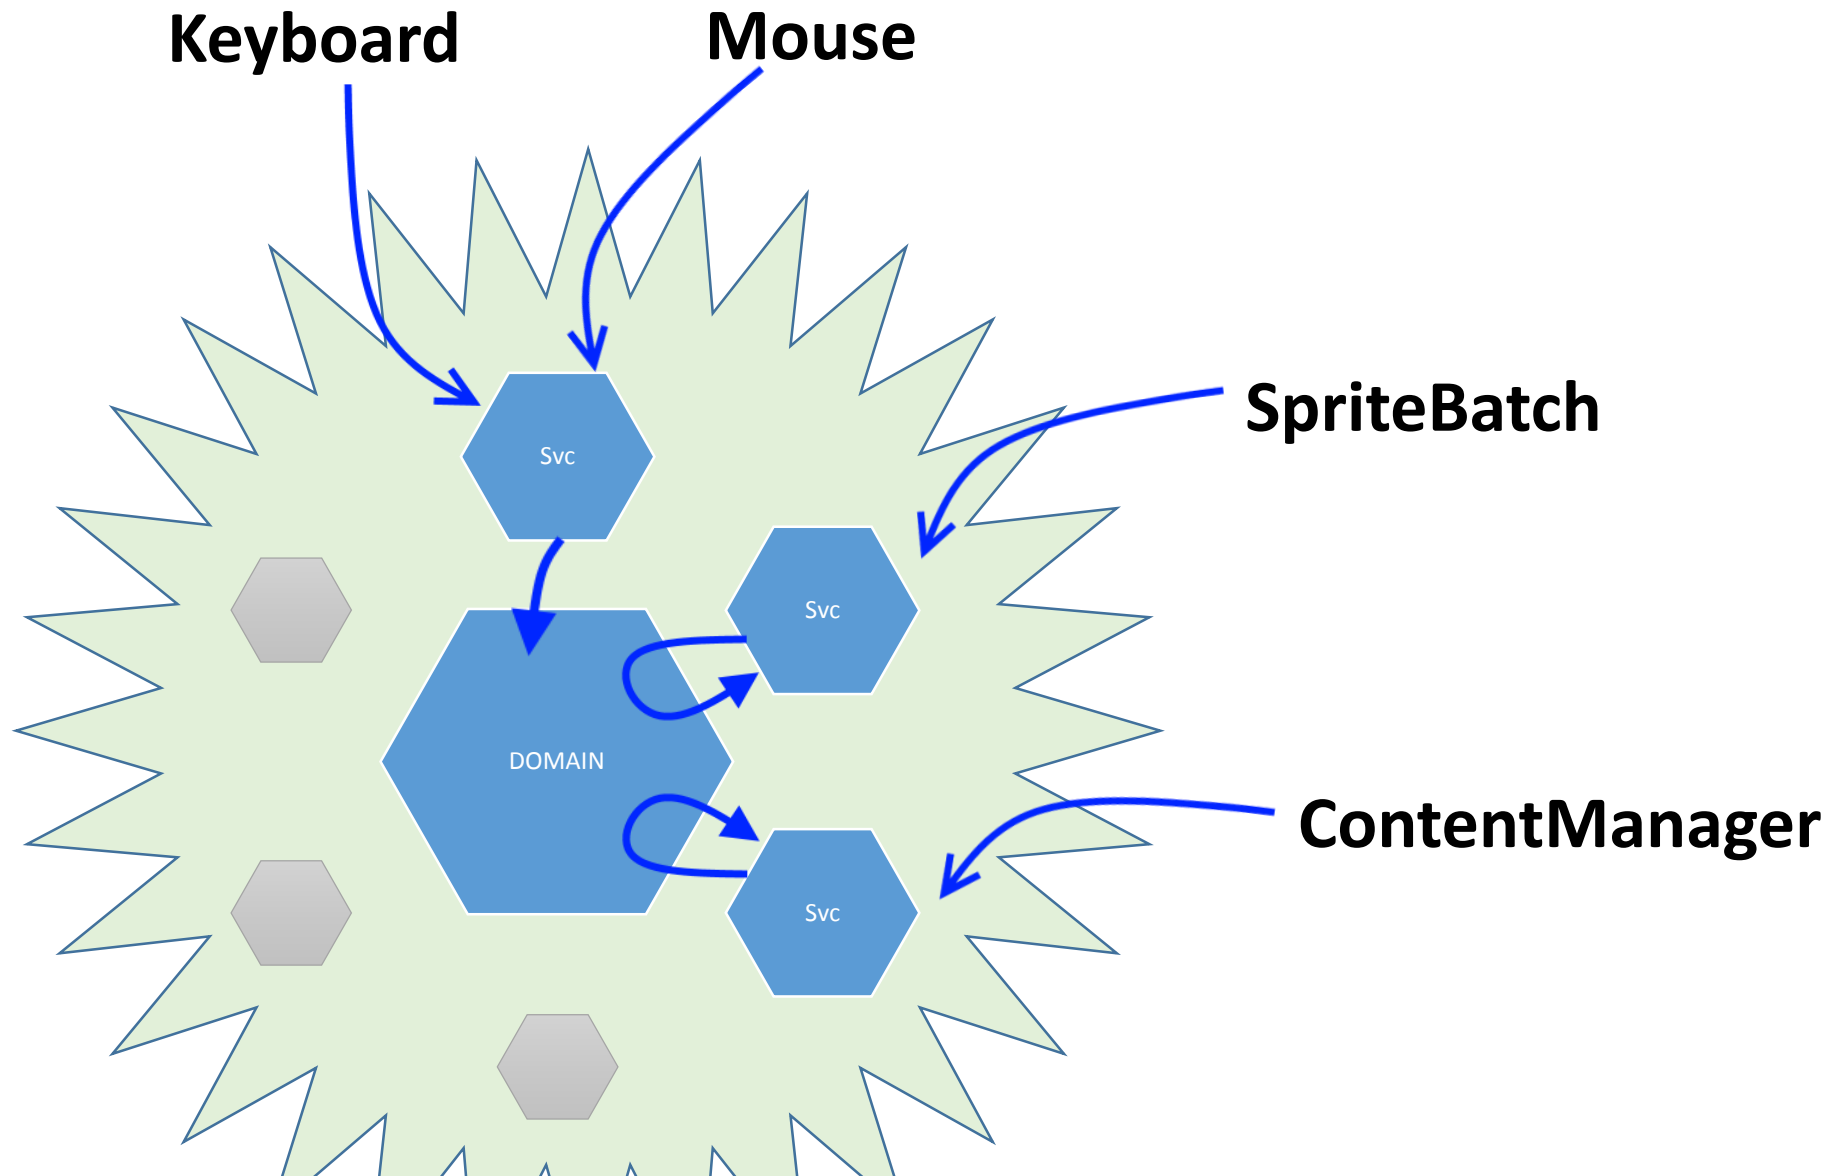 Keyboard
Mouse
SpriteBatch
Svc
Svc
DOMAIN
ContentManager
Svc